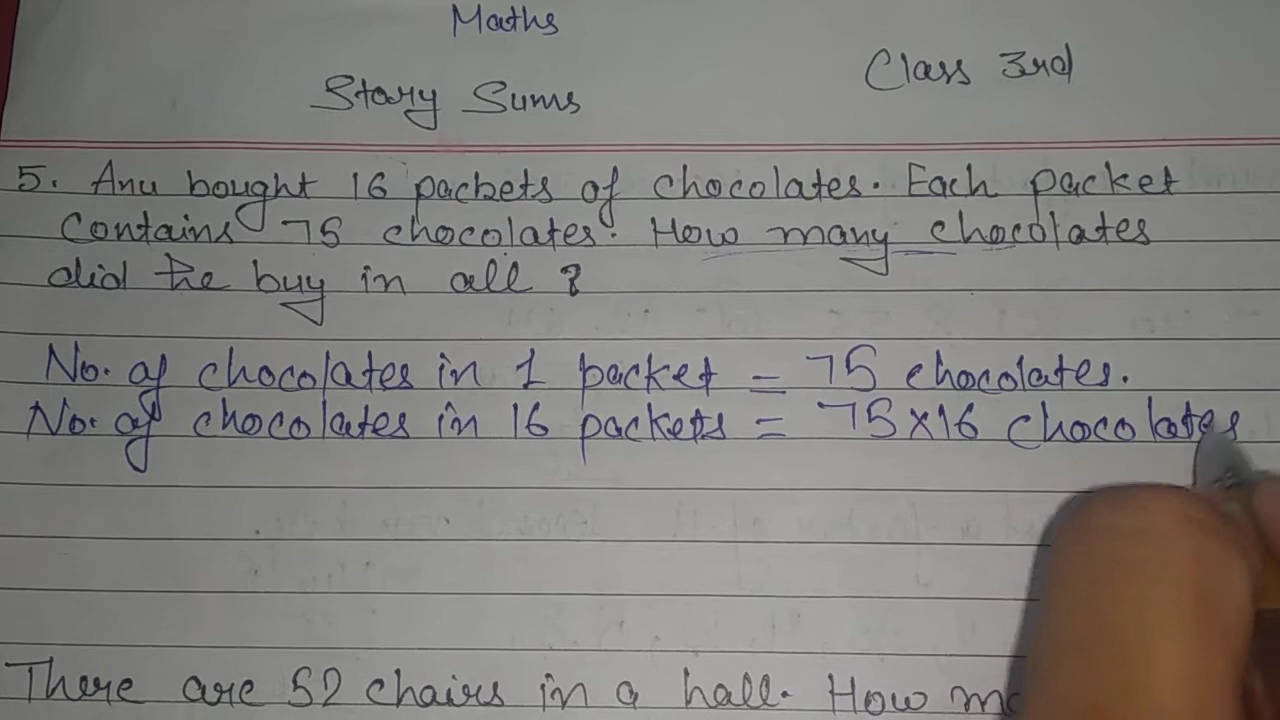 Maths
Class 3rd
Story Sums
5. Anu bought 16 packets of chocolates. Each packet
Contains 75 chocolates. How many chocolates
did the buy in all ?
No. of chocolates in 1 packet = 75 chocolates.
No. of chocolates in 16 packets = 75×16 chocolates
There are 52 chairs in a hall. How